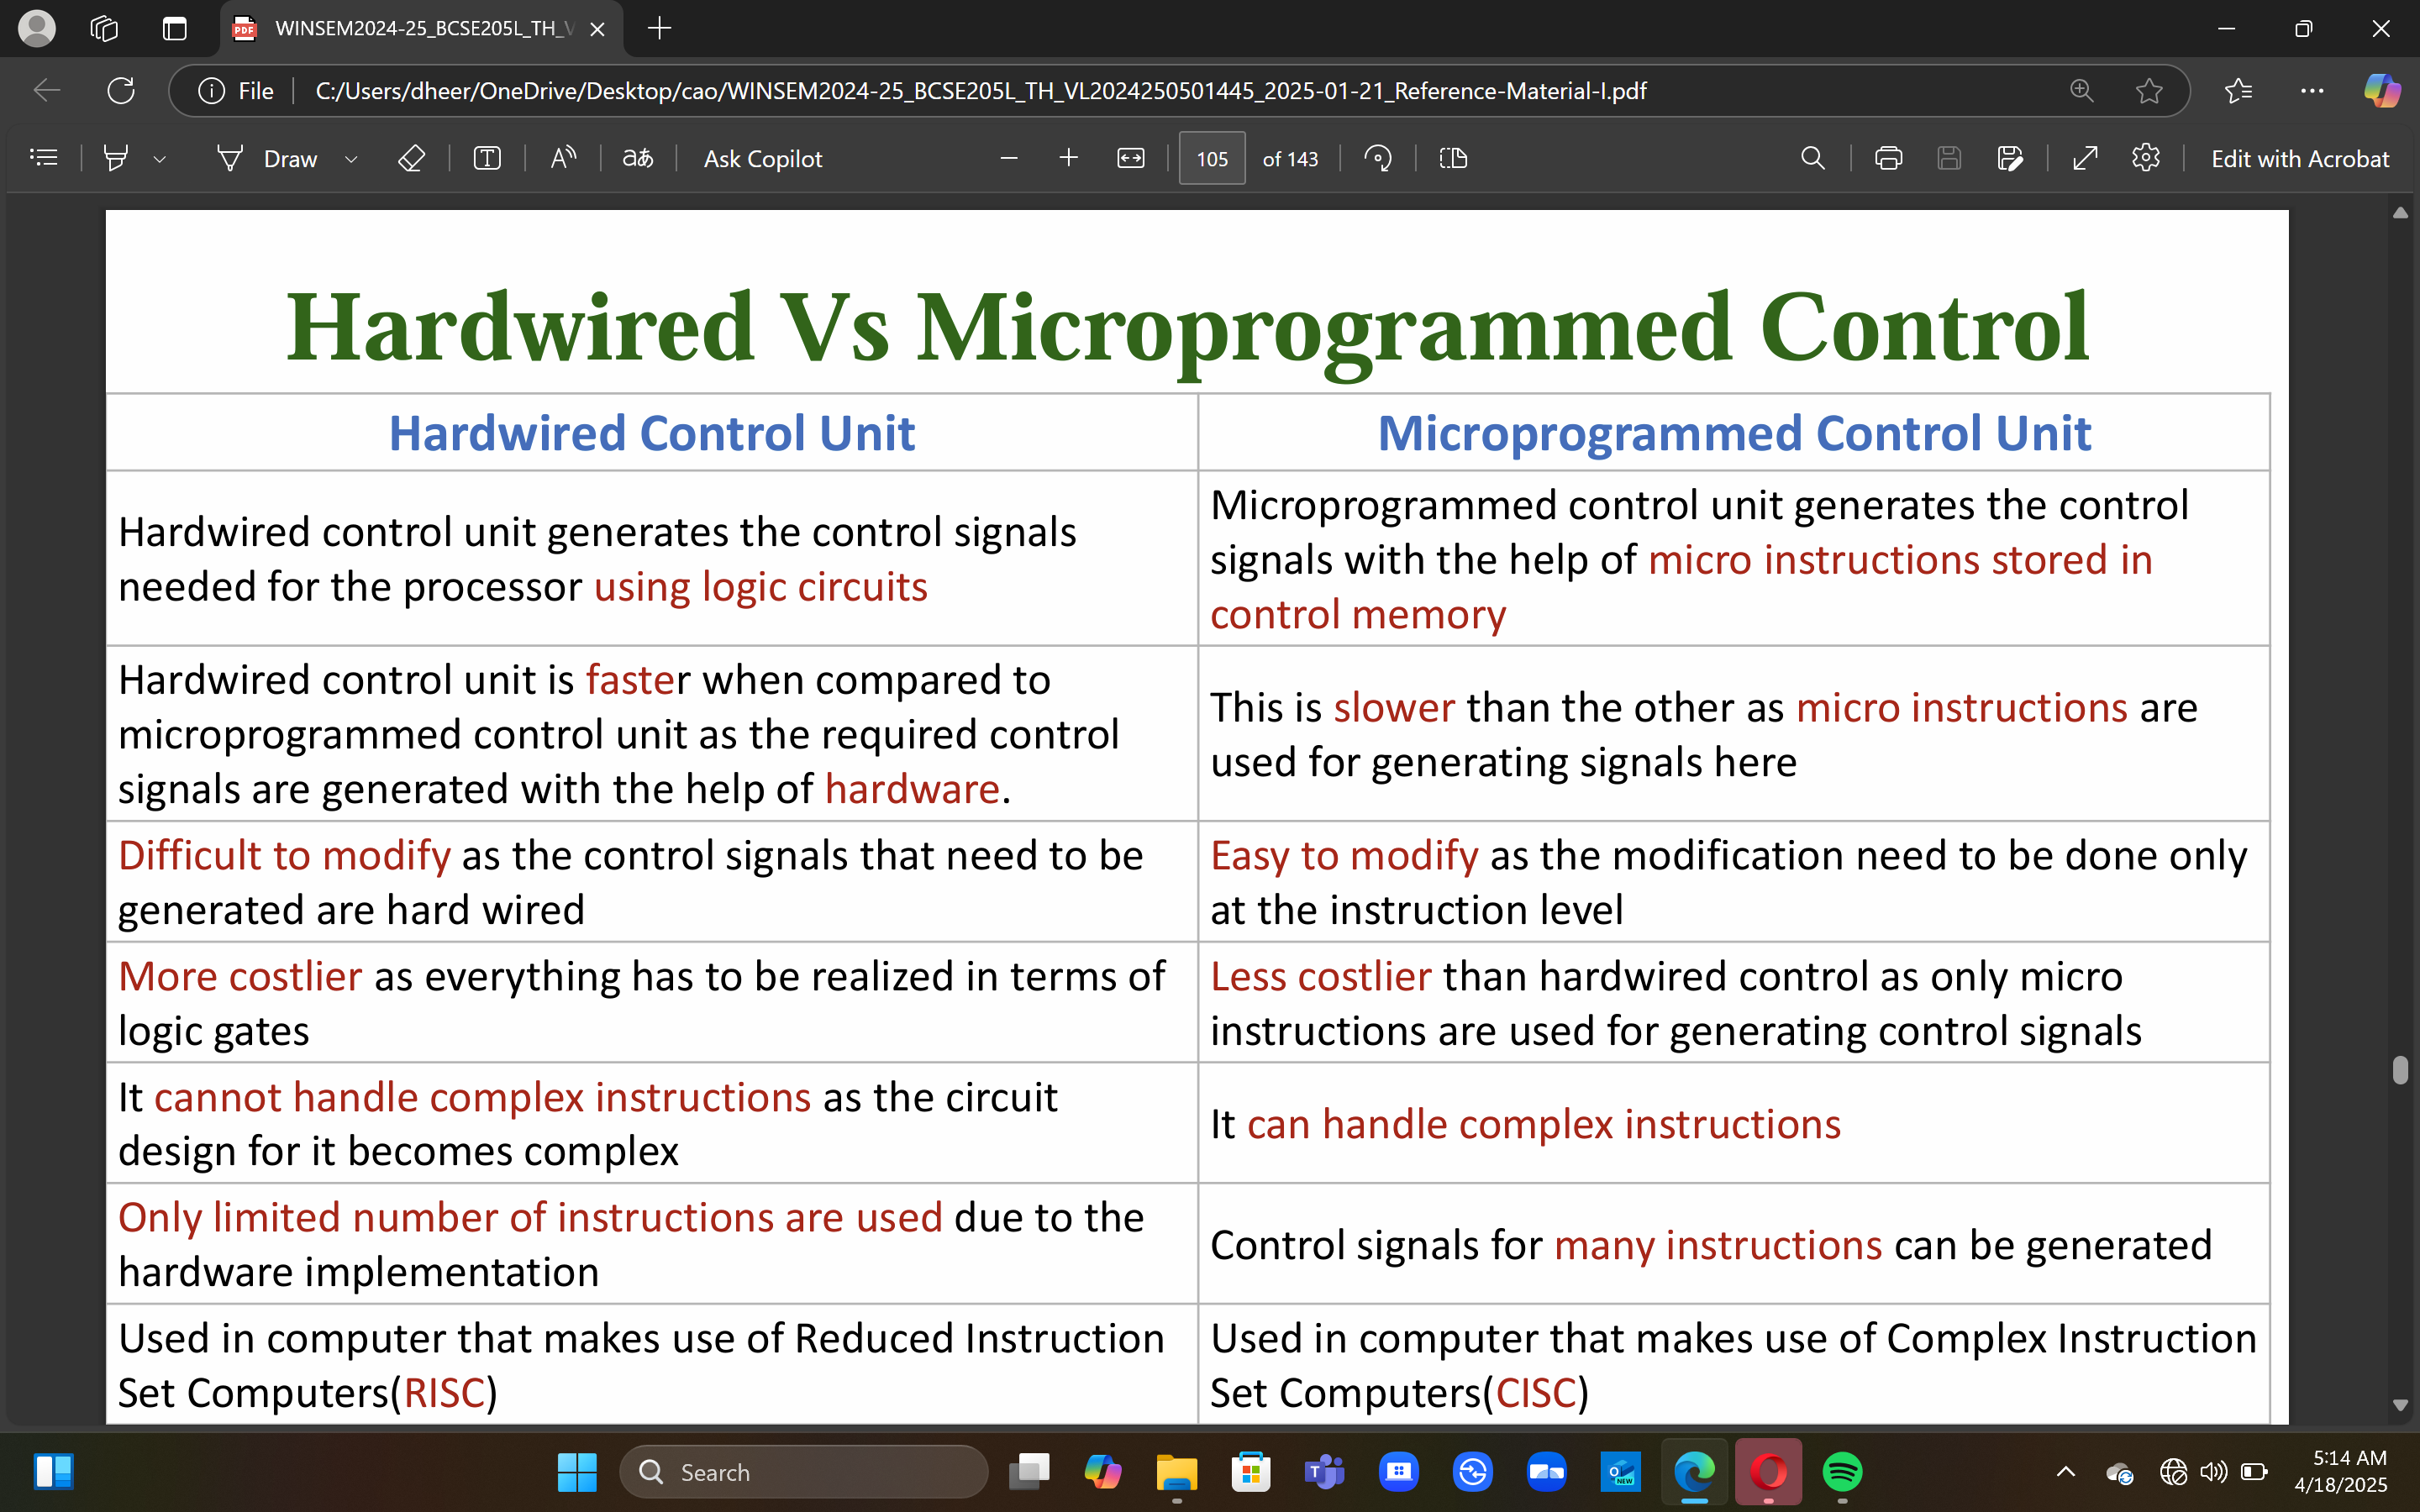 WINSEM2024-25_BCSE205L_TH_V
File
C:/Users/dheer/OneDrive/Desktop/cao/WINSEM2024-25_BCSE205L_TH_VL2024250501445_2025-01-21_Reference-Material-I.pdf
Draw
Ask Copilot
105 of 143
Edit with Acrobat
Hardwired Vs Microprogrammed Control
Hardwired Control Unit
Microprogrammed Control Unit
Hardwired control unit generates the control signals
needed for the processor using logic circuits
Microprogrammed control unit generates the control
signals with the help of micro instructions stored in
control memory
Hardwired control unit is faster when compared to
microprogrammed control unit as the required control
signals are generated with the help of hardware.
This is slower than the other as micro instructions are
used for generating signals here
Difficult to modify as the control signals that need to be
generated are hard wired
Easy to modify as the modification need to be done only
at the instruction level
More costlier as everything has to be realized in terms of
logic gates
Less costlier than hardwired control as only micro
instructions are used for generating control signals
It cannot handle complex instructions as the circuit
design for it becomes complex
It can handle complex instructions
Only limited number of instructions are used due to the
hardware implementation
Control signals for many instructions can be generated
Used in computer that makes use of Reduced Instruction
Set Computers(RISC)
Used in computer that makes use of Complex Instruction
Set Computers(CISC)
Search
5:14 AM
4/18/2025